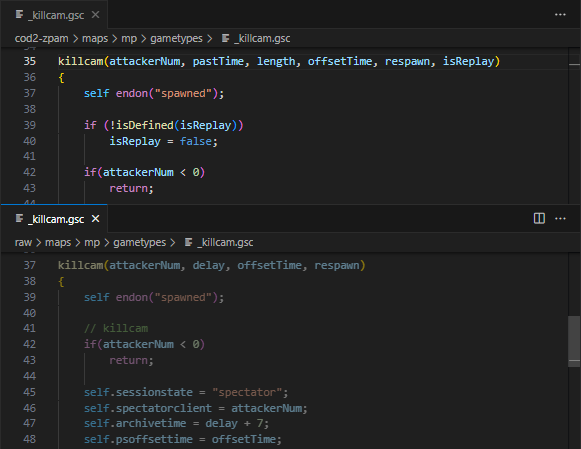 _killcam.gsc ×
cod2-zpam > maps > mp > gametypes > _killcam.gsc
35 killcam(attackerNum, pastTime, length, offsetTime, respawn, isReplay)
36 {
37 self endon("spawned");
38
39 if (!isDefined(isReplay))
40 isReplay = false;
41
42 if(attackerNum < 0)
43 return;
_killcam.gsc ×
raw > maps > mp > gametypes > _killcam.gsc
37 killcam(attackerNum, delay, offsetTime, respawn)
38 {
39 self endon("spawned");
40
41 // killcam
42 if(attackerNum < 0)
43 return;
44
45 self.sessionstate = "spectator";
46 self.spectatorclient = attackerNum;
47 self.archivetime = delay + 7;
48 self.psoffsettime = offsetTime;